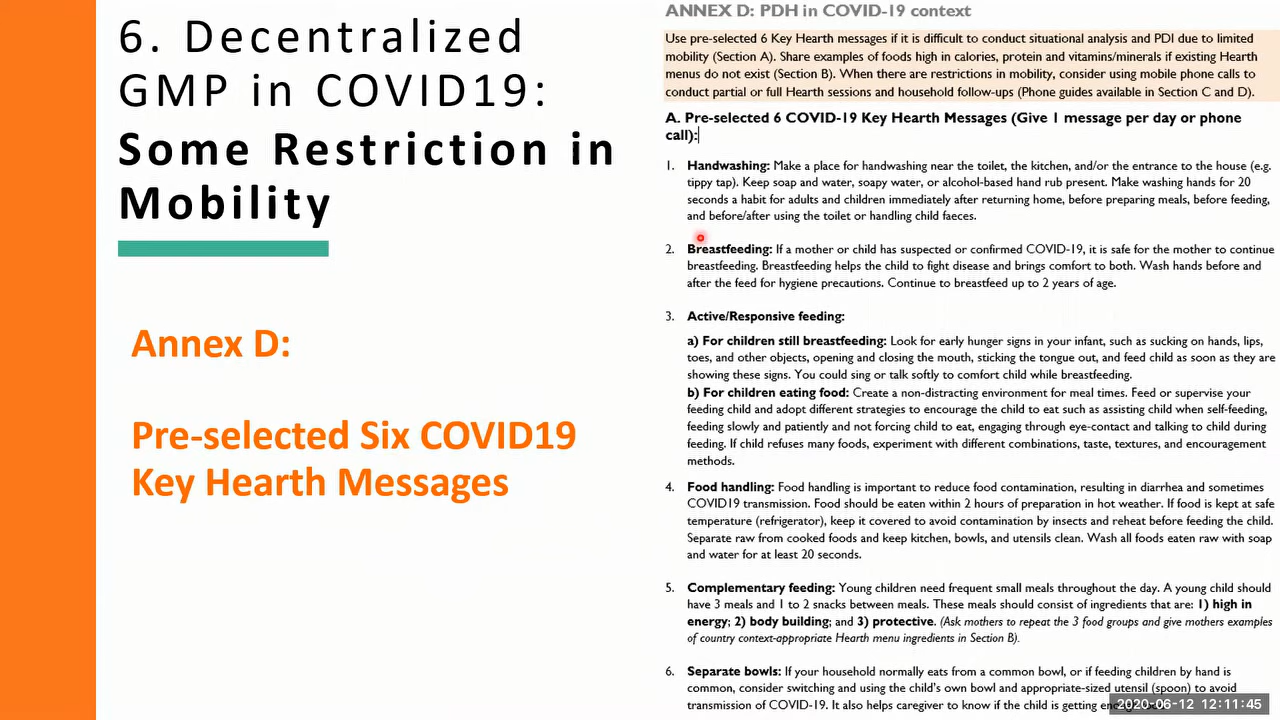 6. Decentralized
GMP in COVID19:
Some Restriction in
Mobility
Annex D:
Pre-selected Six COVID19
Key Hearth Messages
ANNEX D: PDH in COVID-19 context
Use pre-selected 6 Key Hearth messages if it is difficult to conduct situational analysis and PDI due to limited
mobility (Section A). Share examples of foods high in calories, protein and vitamins/minerals if existing Hearth
menus do not exist (Section B). When there are restrictions in mobility, consider using mobile phone calls to
conduct partial or full Hearth sessions and household follow-ups (Phone guides available in Section C and D).
A. Pre-selected 6 COVID-19 Key Hearth Messages (Give 1 message per day or phone
call):
1. Handwashing: Make a place for handwashing near the toilet, the kitchen, and/or the entrance to the house (e.g.
tippy tap). Keep soap and water, soapy water, or alcohol-based hand rub present. Make washing hands for 20
seconds a habit for adults and children immediately after returning home, before preparing meals, before feeding,
and before/after using the toilet or handling child faeces.
2. Breastfeeding: If a mother or child has suspected or confirmed COVID-19, it is safe for the mother to continue
breastfeeding. Breastfeeding helps the child to fight disease and brings comfort to both. Wash hands before and
after the feed for hygiene precautions. Continue to breastfeed up to 2 years of age.
3. Active/Responsive feeding:
a) For children still breastfeeding: Look for early hunger signs in your infant, such as sucking on hands, lips,
toes, and other objects, opening and closing the mouth, sticking the tongue out, and feed child as soon as they are
showing these signs. You could sing or talk softly to comfort child while breastfeeding.
b) For children eating food: Create a non-distracting environment for meal times. Feed or supervise your
feeding child and adopt different strategies to encourage the child to eat such as assisting child when self-feeding,
feeding slowly and patiently and not forcing child to eat, engaging through eye-contact and talking to child during
feeding. If child refuses many foods, experiment with different combinations, taste, textures, and encouragement
methods.
4. Food handling: Food handling is important to reduce food contamination, resulting in diarrhea and sometimes
COVID19 transmission. Food should be eaten within 2 hours of preparation in hot weather. If food is kept at safe
temperature (refrigerator), keep it covered to avoid contamination by insects and reheat before feeding the child.
Separate raw from cooked foods and keep kitchen, bowls, and utensils clean. Wash all foods eaten raw with soap
and water for at least 20 seconds.
5. Complementary feeding: Young children need frequent small meals throughout the day. A young child should
have 3 meals and 1 to 2 snacks between meals. These meals should consist of ingredients that are: 1) high in
energy; 2) body building; and 3) protective. (Ask mothers to repeat the 3 food groups and give mothers examples
of country context-appropriate Hearth menu ingredients in Section B).
6. Separate bowls: If your household normally eats from a common bowl, or if feeding children by hand is
common, consider switching and using the child's own bowl and appropriate-sized utensil (spoon) to avoid
transmission of COVID-19. It also helps caregiver to know if the child is getting
2020-06-12 12:11:45